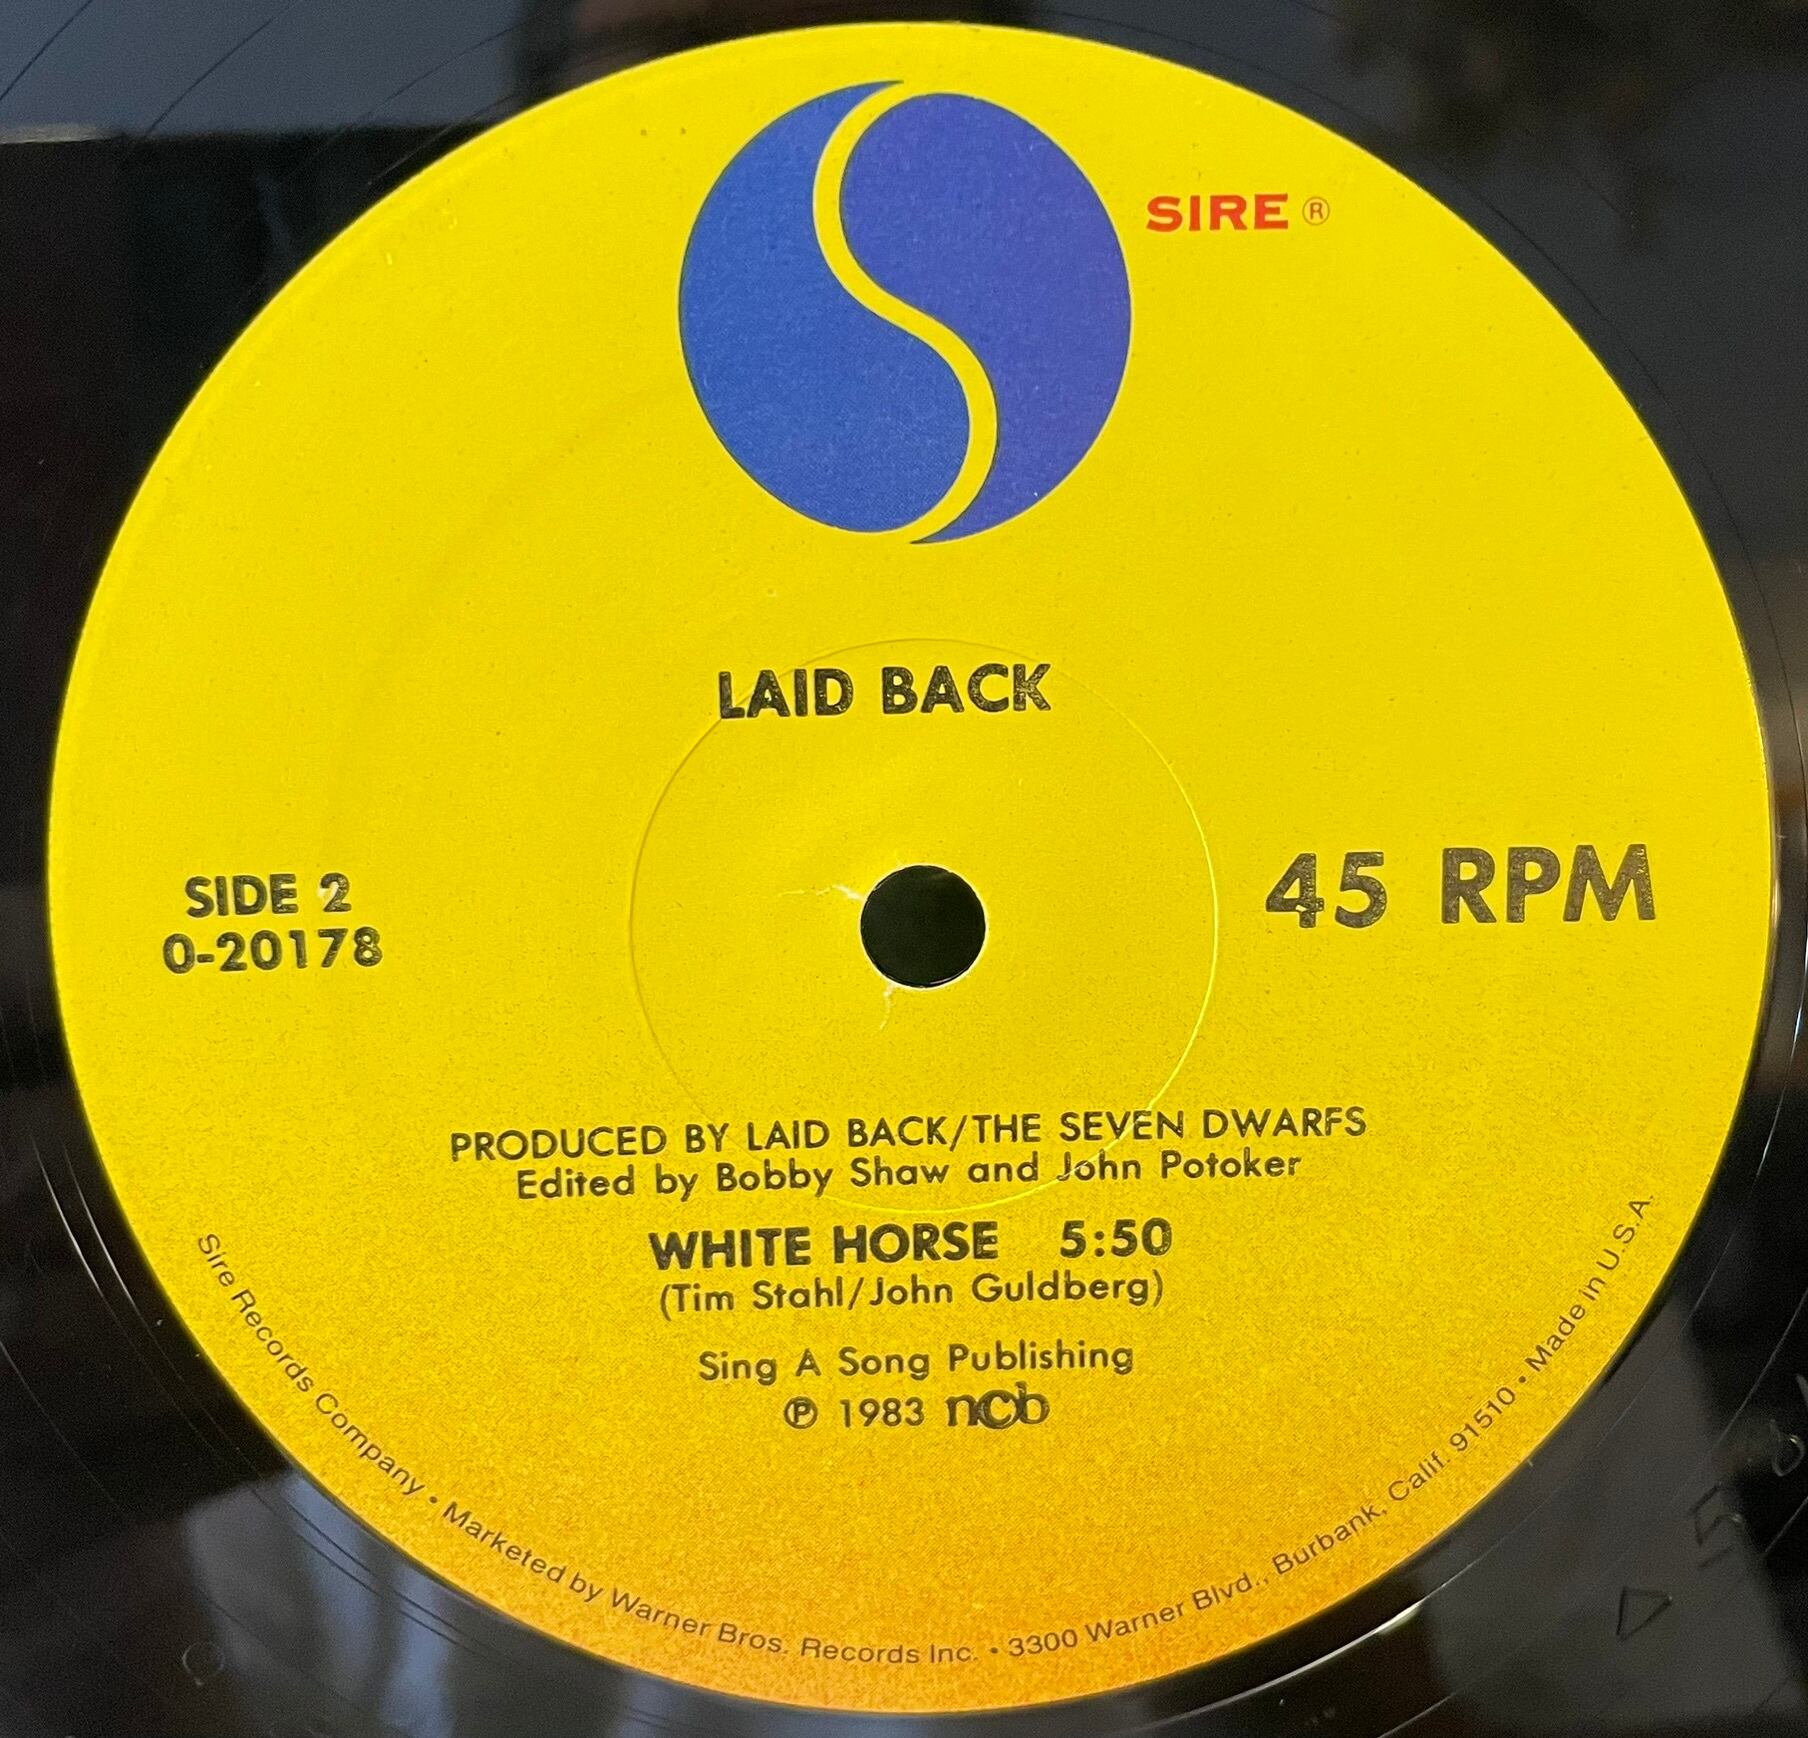 SIRE ®
LAID BACK
SIDE 2
0-20178
45 RPM
PRODUCED BY LAID BACK/THE SEVEN DWARFS
Edited by Bobby Shaw and John Potoker
WHITE HORSE 5:50
(Tim Stahl/John Guldberg)
Sing A Song Publishing
℗ 1983 ncb
Sire Records Company • Marketed by Warner Bros. Records Inc. • 3300 Warner Blvd., Burbank, Calif. 91510 • Made in U.S.A.